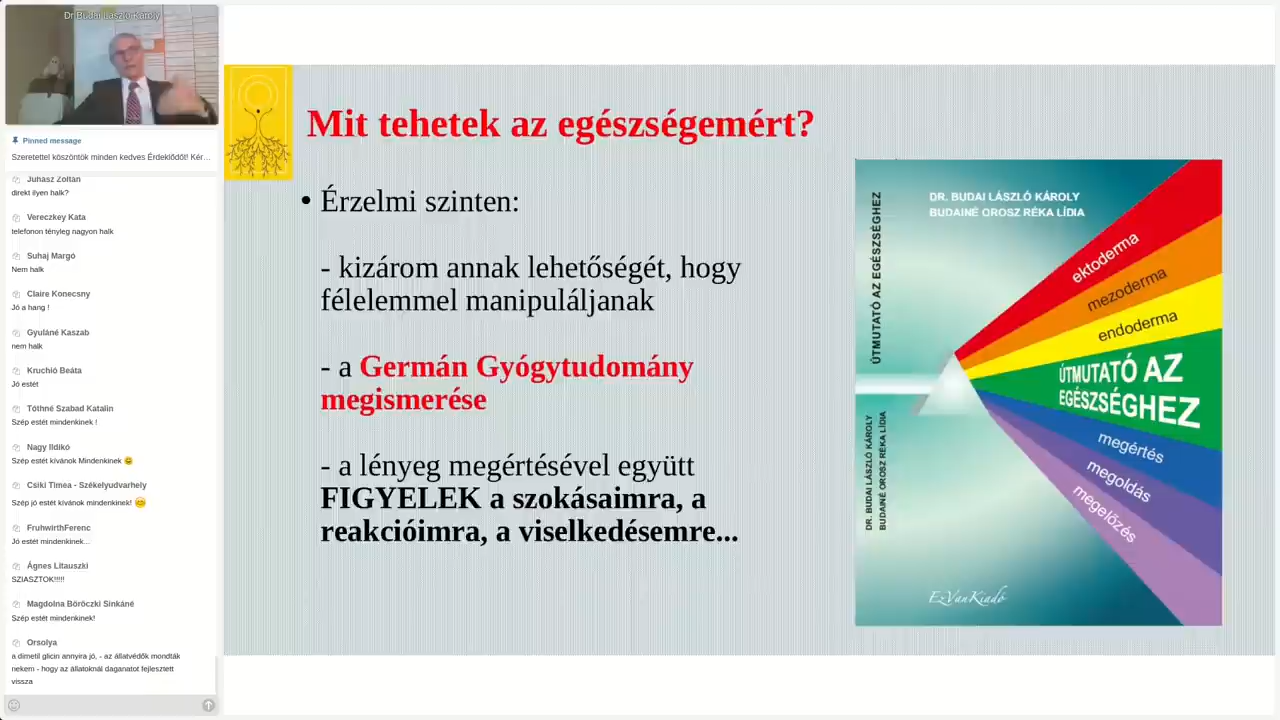 Dr Budai László Károly
Pinned message
Szeretettel köszöntök minden kedves Érdeklődőt! Kér...
Juhász Zoltán
direkt ilyen halk?
Vereczkey Kata
telefonon tényleg nagyon halk
Suhaj Margó
Nem halk
Claire Konecsny
Jó a hang !
Gyuláné Kaszab
nem halk
Kruchió Beáta
Jó estét
Tóthné Szabad Katalin
Szép estét mindenkinek !
Nagy Ildikó
Szép estét kívánok Mindenkinek 😊
Csiki Timea - Székelyudvarhely
Szép jó estét kívánok mindenkinek! 😊
FruhwirthFerenc
Jó estét mindenkinek...
Ágnes Litauszki
SZIASZTOK!!!!!
Magdolna Böröczki Sinkáné
Szép estét mindenkinek!
Orsolya
a dimetil glicin annyira jó, - az állatvédők mondták
nekem - hogy az állatoknál daganatot fejlesztett
vissza
Mit tehetek az egészségemért?
• Érzelmi szinten:
- kizárom annak lehetőségét, hogy
félelemmel manipuláljanak
- a Germán Gyógytudomány
megismerése
- a lényeg megértésével együtt
FIGYELEK a szokásaimra, a
reakcióimra, a viselkedésemre...
ÚTMUTATÓ AZ EGÉSZSÉGHEZ
DR. BUDAI LÁSZLÓ KÁROLY
BUDAINÉ OROSZ RÉKA LÍDIA
DR. BUDAI LÁSZLÓ KÁROLY
BUDAINÉ OROSZ RÉKA LÍDIA
ektoderma
mezoderma
endoderma
ÚTMUTATÓ AZ
EGÉSZSÉGHEZ
megértés
megoldás
megelőzés
EzVanKiadó